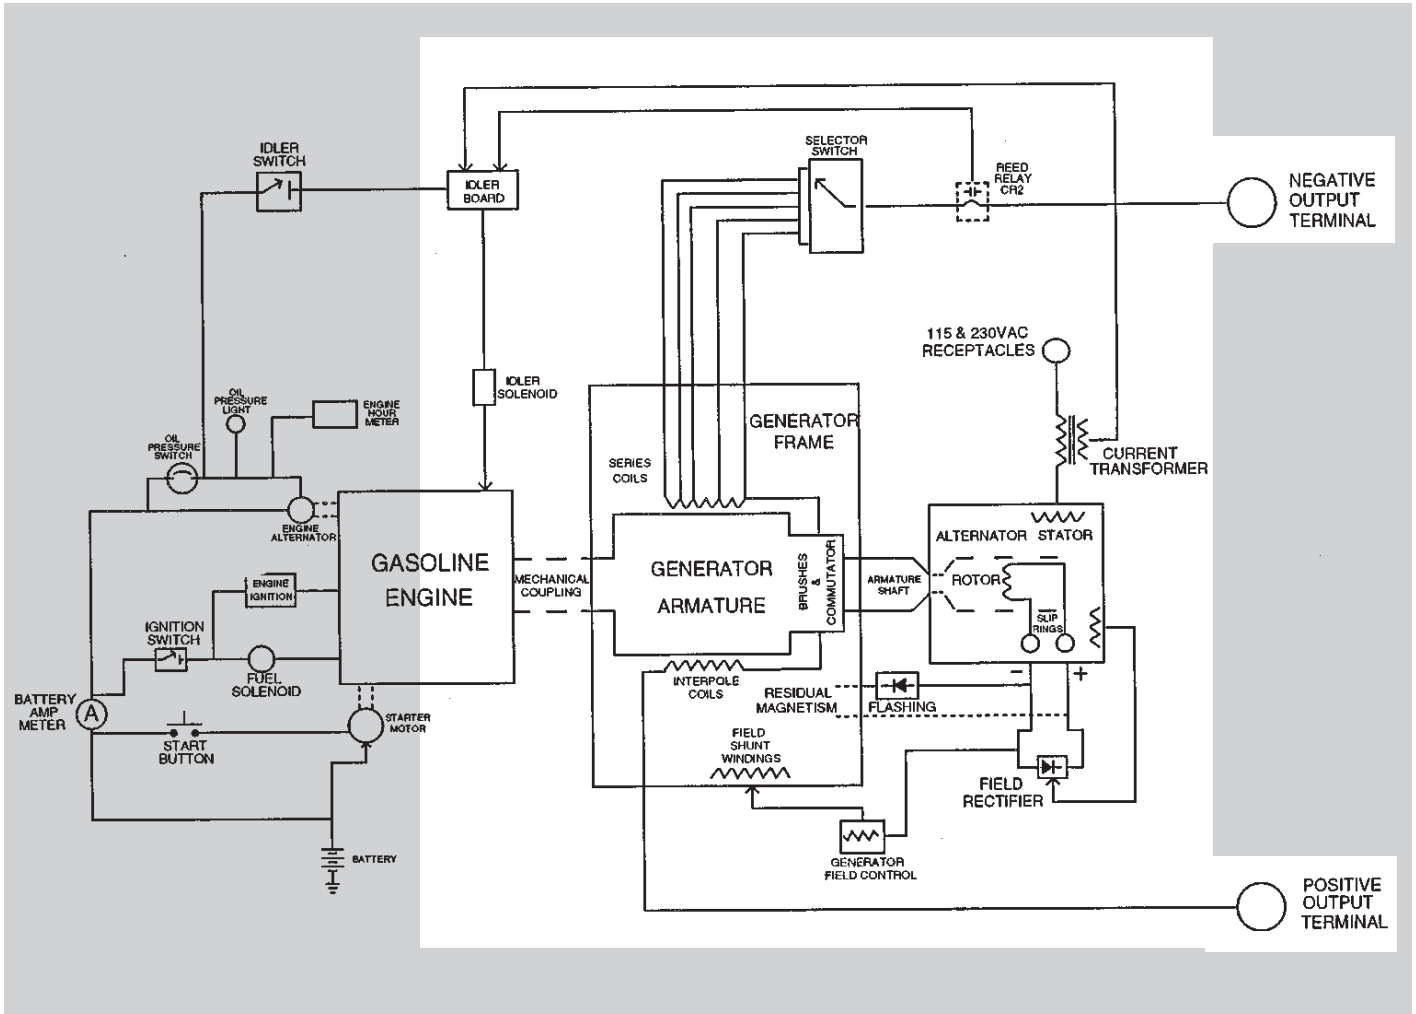 IDLER
SWITCH
IDLER
BOARD
SELECTOR
SWITCH
REED
RELAY
CR2
NEGATIVE
OUTPUT
TERMINAL
115 & 230VAC
RECEPTACLES
OIL
PRESSURE
LIGHT
ENGINE
HOUR
METER
IDLER
SOLENOID
OIL
PRESSURE
SWITCH
GENERATOR
FRAME
SERIES
COILS
CURRENT
TRANSFORMER
ENGINE
ALTERNATOR
GASOLINE
ENGINE
MECHANICAL
COUPLING
GENERATOR
ARMATURE
BRUSHES
&
COMMUTATOR
ARMATURE
SHAFT
ALTERNATOR
STATOR
ROTOR
SLIP
RINGS
ENGINE
IGNITION
IGNITION
SWITCH
FUEL
SOLENOID
BATTERY
AMP
METER
A
START
BUTTON
STARTER
MOTOR
INTERPOLE
COILS
RESIDUAL
MAGNETISM
FLASHING
−
+
FIELD
SHUNT
WINDINGS
FIELD
RECTIFIER
BATTERY
GENERATOR
FIELD CONTROL
POSITIVE
OUTPUT
TERMINAL